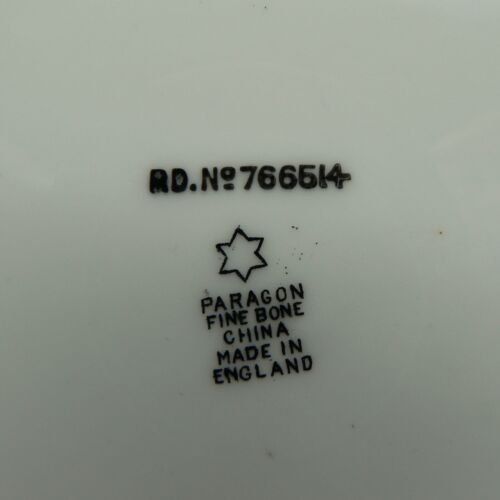 RD.Nº766514
PARAGON
FINE BONE
CHINA
MADE IN
ENGLAND